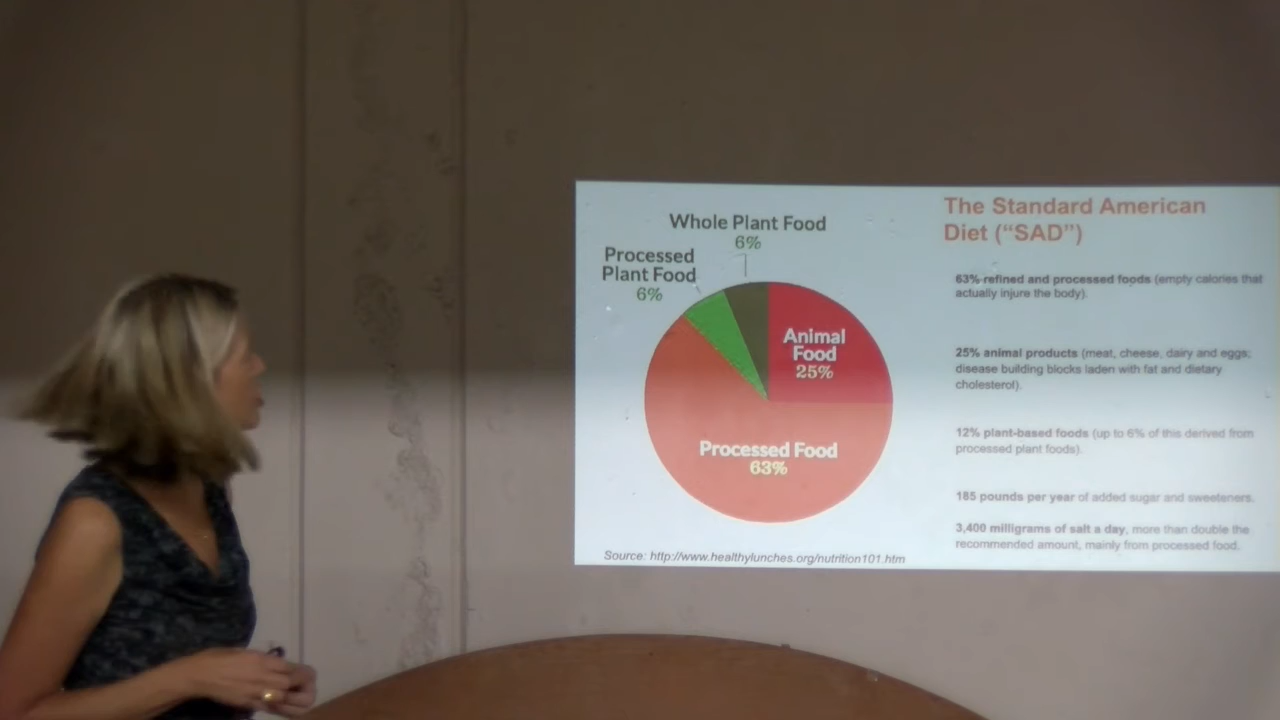 Whole Plant Food
6%
Processed
Plant Food
6%
Animal
Food
25%
Processed Food
63%
Source: http://www.healthylunches.org/nutrition101.htm
The Standard American
Diet (“SAD”)
63% refined and processed foods (empty calories that
actually injure the body).
25% animal products (meat, cheese, dairy and eggs;
disease building blocks laden with fat and dietary
cholesterol).
12% plant-based foods (up to 6% of this derived from
processed plant foods).
185 pounds per year of added sugar and sweeteners.
3,400 milligrams of salt a day, more than double the
recommended amount, mainly from processed food.